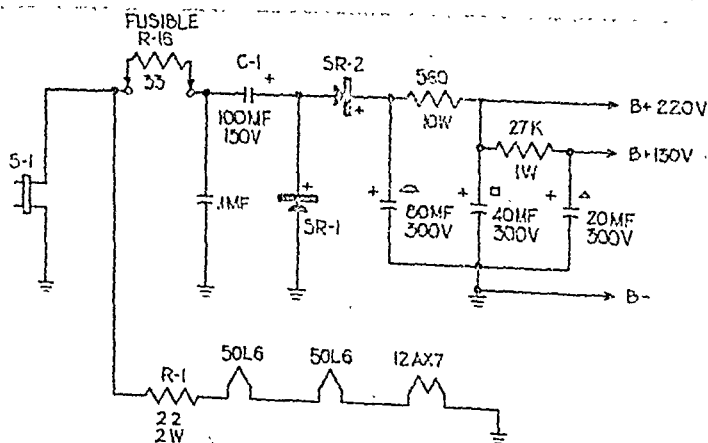 FUSIBLE
R-16
33
C-1
+
100MF
150V
SR-2
+
560
10W
B+ 220V
27K
1W
B+130V
S-1
.1MF
+
SR-1
+
80MF
300V
+
40MF
300V
+
20MF
300V
B-
50L6
50L6
12AX7
R-1
22
2W